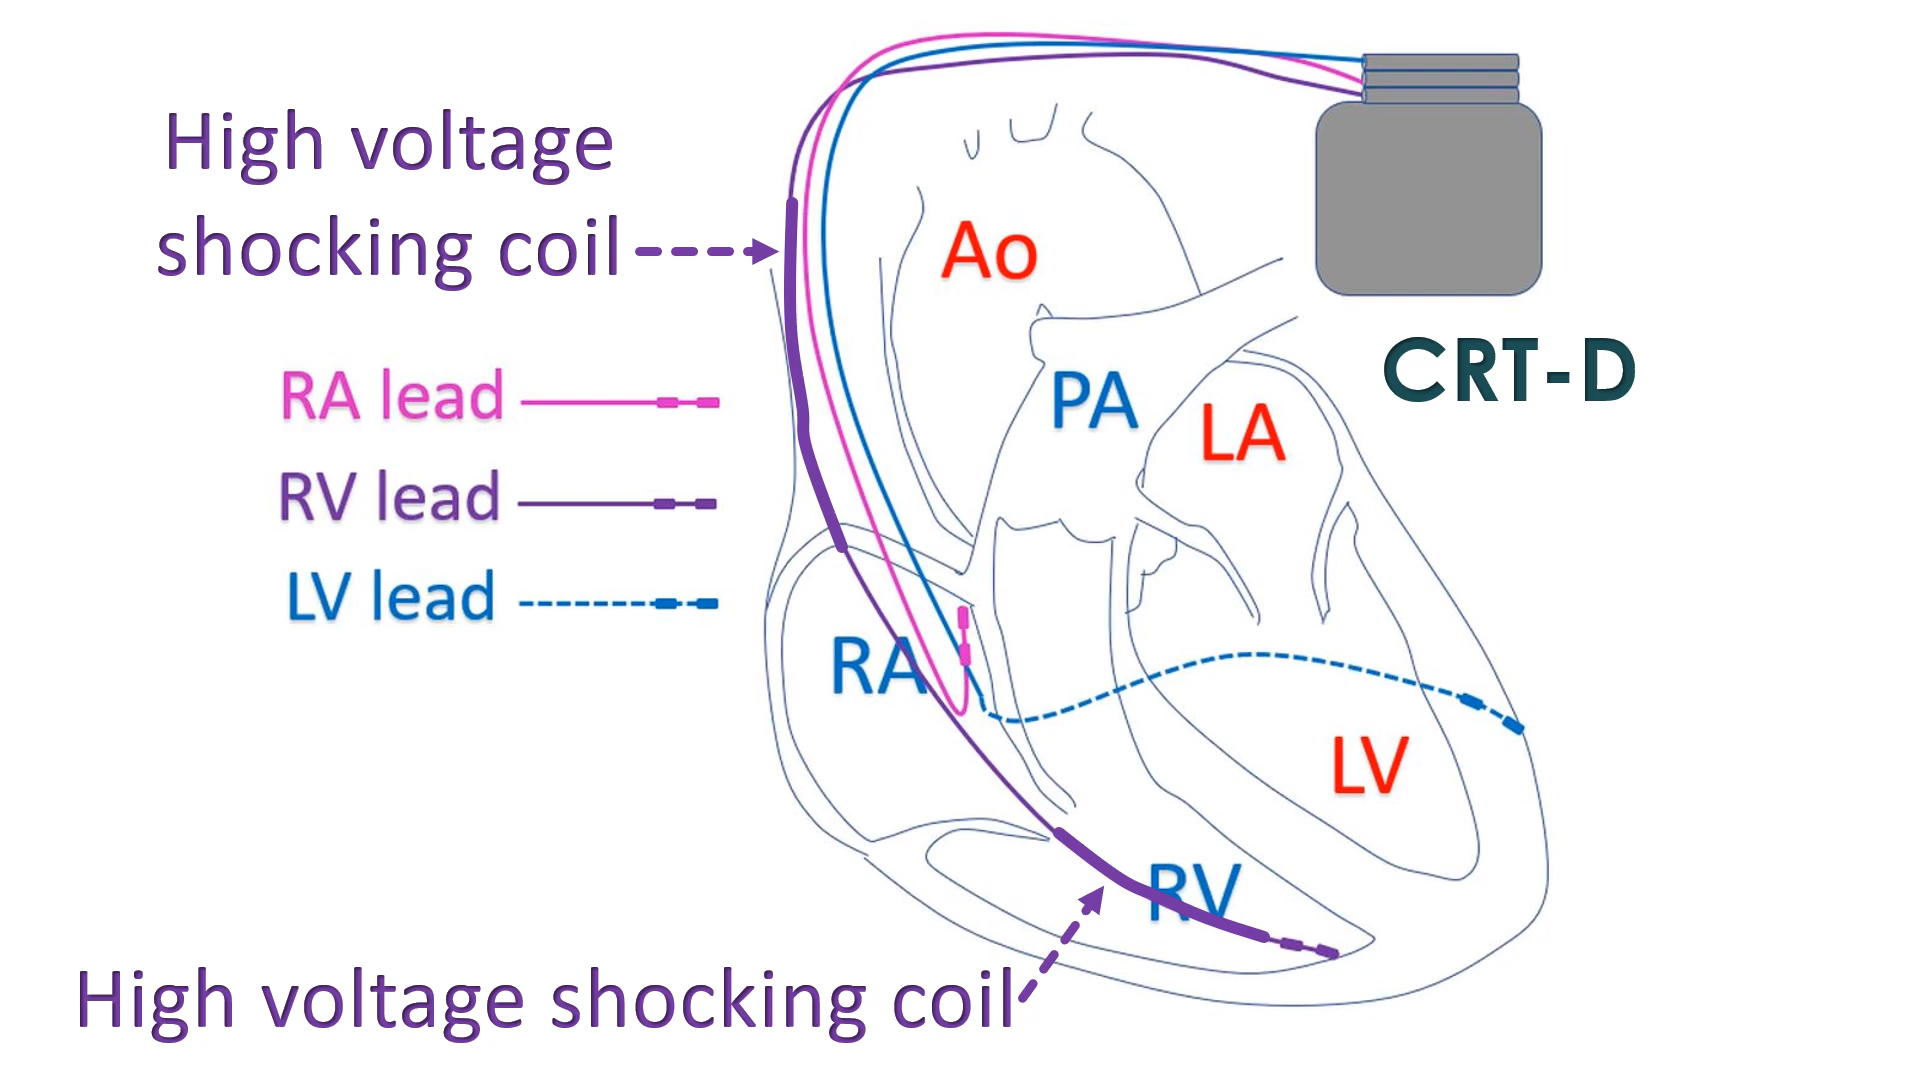 High voltage
shocking coil
Ao
CRT-D
RA lead
PA
LA
RV lead
LV lead
RA
LV
RV
High voltage shocking coil